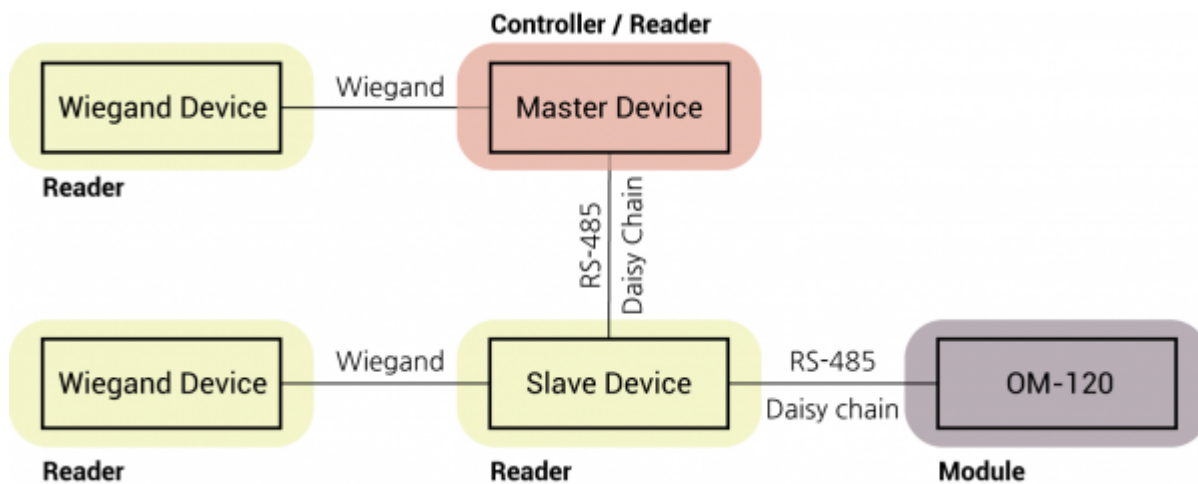 Controller / Reader
Wiegand Device
Wiegand
Master Device
Reader
RS-485
Daisy Chain
Wiegand Device
Wiegand
Slave Device
RS-485
Daisy chain
OM-120
Reader
Reader
Module